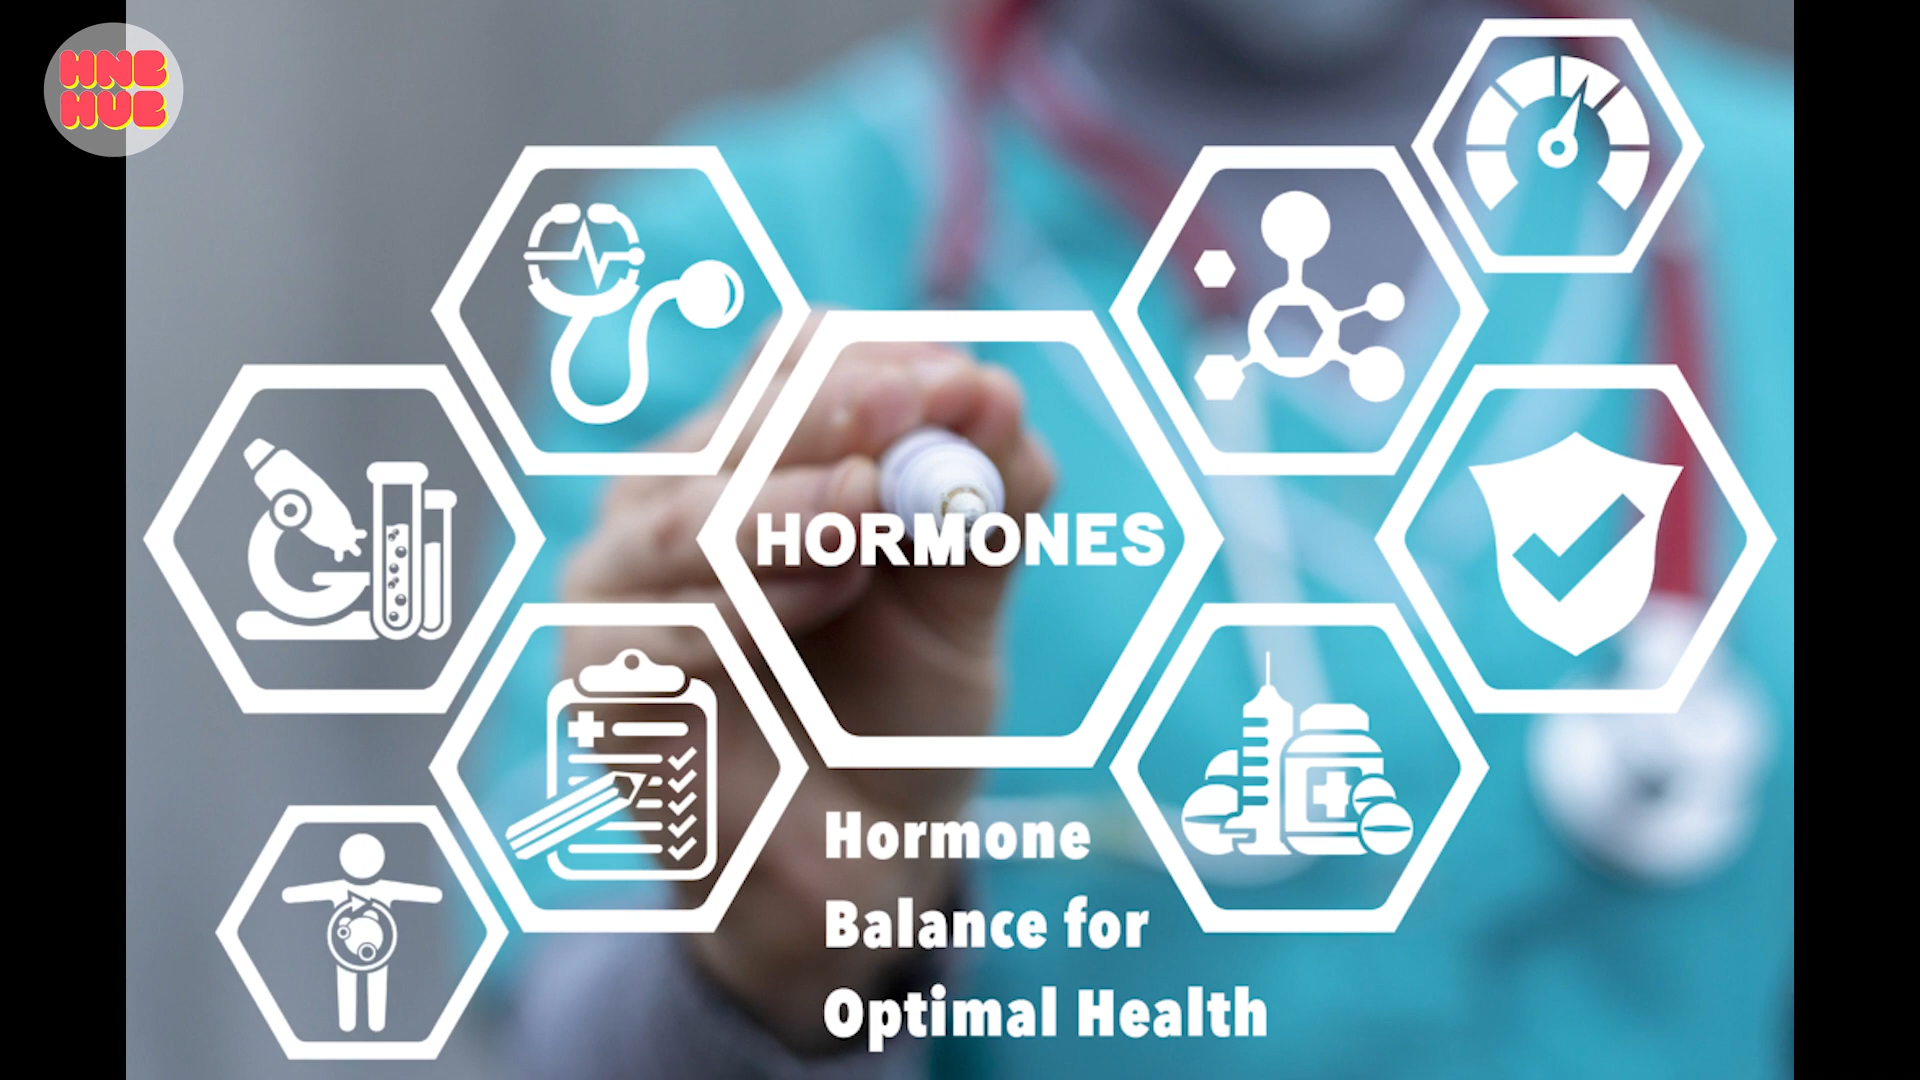 HNB
HUB
HORMONES
Hormone
Balance for
Optimal Health